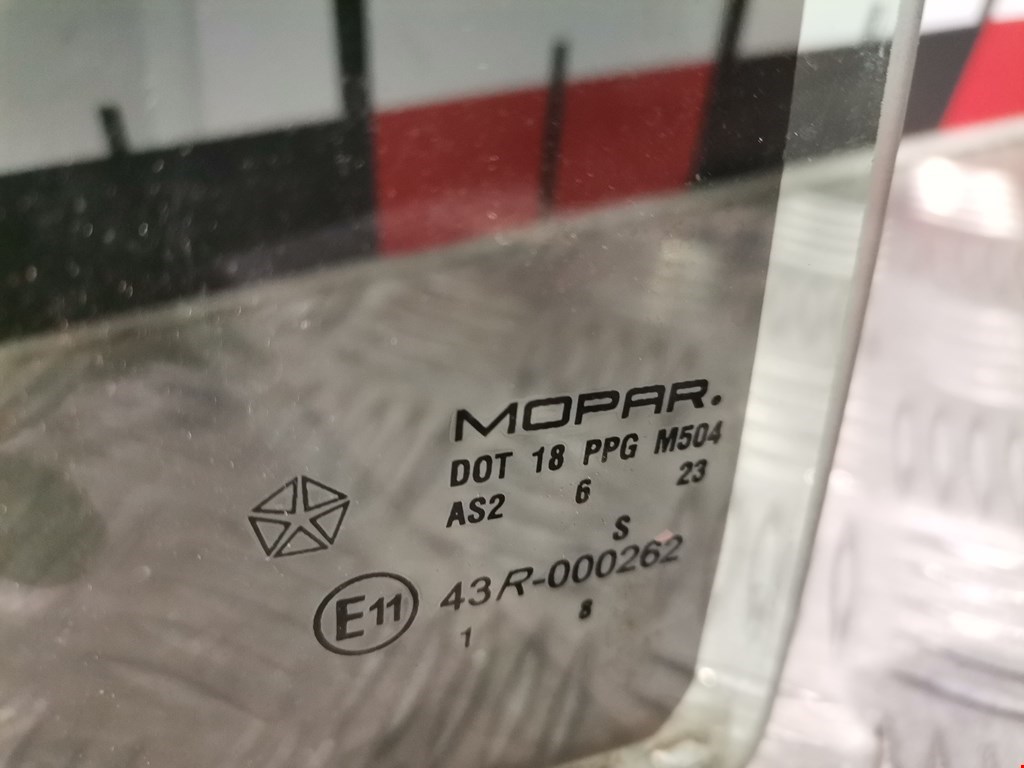 MOPAR.
DOT 18 PPG M504
AS2 6 23
S
E11 43R-000262
1 8